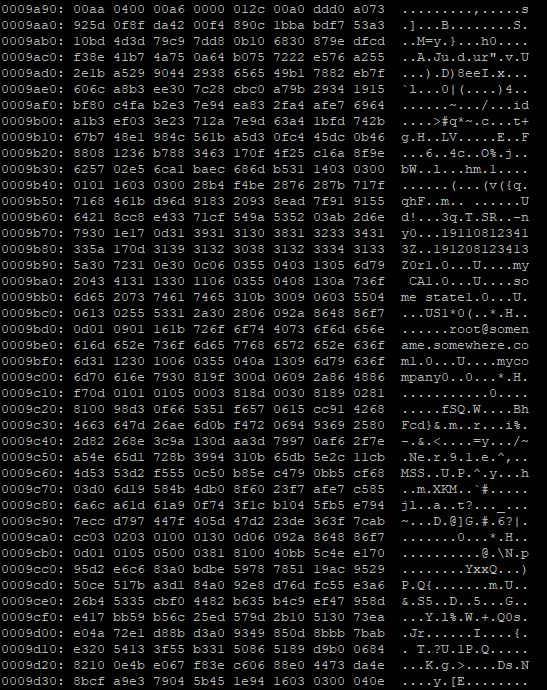 0009a90: 00aa 0400 00a6 0000 012c 00a0 ddd0 a073 .........,.....s
0009aa0: 925d 0f8f da42 00f4 890c 1bba bdf7 53a3 .]...B........S.
0009ab0: 10bd 4d3d 79c9 7dd8 0b10 6830 879e dfcd ..M=y.}...h0....
0009ac0: f38e 41b7 4a75 0a64 b075 7222 e576 a255 ..A.Ju.d.ur".v.U
0009ad0: 2e1b a529 9044 2938 6565 49b1 7882 eb7f ...).D)8eeI.x...
0009ae0: 606c a8b3 ee30 7c28 cbc0 a79b 2934 1915 `l...0|(....)4..
0009af0: bf80 c4fa b2e3 7e94 ea83 2fa4 afe7 6964 ......~.../...id
0009b00: a1b3 ef03 3e23 712a 7e9d 63a4 1bfd 742b ....>#q*~.c...t+
0009b10: 67b7 48e1 984c 561b a5d3 0fc4 45dc 0b46 g.H..LV.....E..F
0009b20: 8808 1236 b788 3463 170f 4f25 c16a 8f9e ...6..4c..O%.j..
0009b30: 6257 02e5 6ca1 baec 686d b531 1403 0300 bW..l...hm.1....
0009b40: 0101 1603 0300 28b4 f4be 2876 287b 717f ......(...(v({q.
0009b50: 7168 461b d96d 9183 2093 8ead 7f91 9155 qhF..m.. ......U
0009b60: 6421 8cc8 e433 71cf 549a 5352 03ab 2d6e d!...3q.T.SR..-n
0009b70: 7930 1e17 0d31 3931 3130 3831 3233 3431 y0...19110812341
0009b80: 335a 170d 3139 3132 3038 3132 3334 3133 3Z..191208123413
0009b90: 5a30 7231 0e30 0c06 0355 0403 1305 6d79 Z0r1.0...U....my
0009ba0: 2043 4131 1330 1106 0355 0408 130a 736f CA1.0...U....so
0009bb0: 6d65 2073 7461 7465 310b 3009 0603 5504 me state1.0...U.
0009bc0: 0613 0255 5331 2a30 2806 092a 8648 86f7 ...US1*0(..*.H..
0009bd0: 0d01 0901 161b 726f 6f74 4073 6f6d 656e ......root@somen
0009be0: 616d 652e 736f 6d65 7768 6572 652e 636f ame.somewhere.co
0009bf0: 6d31 1230 1006 0355 040a 1309 6d79 636f m1.0...U....myco
0009c00: 6d70 616e 7930 819f 300d 0609 2a86 4886 mpany0..0...*.H.
0009c10: f70d 0101 0105 0003 818d 0030 8189 0281 ...........0....
0009c20: 8100 98d3 0f66 5351 f657 0615 cc91 4268 .....fSQ.W....Bh
0009c30: 4663 647d 26ae 6d0b f472 0694 9369 2580 Fcd}&.m..r...i%.
0009c40: 2d82 268e 3c9a 130d aa3d 7997 0af6 2f7e -.&.<....=y.../~
0009c50: a54e 65d1 728b 3994 310b 65db 5e2c 11cb .Ne.r.9.1.e.^,..
0009c60: 4d53 53d2 f555 0c50 b85e c479 0bb5 cf68 MSS..U.P.^.y...h
0009c70: 03d6 6d19 584b 4db0 8f60 23f7 afe7 c585 ..m.XKM..`#.....
0009c80: 6a6c a61d 61a9 0f74 3f1c b104 5fb5 e794 jl..a..t?..._...
0009c90: 7ecc d797 447f 405d 47d2 23de 363f 7cab ~...D.@]G.#.6?|.
0009ca0: cc03 0203 0100 0130 0d06 092a 8648 86f7 .......0...*.H..
0009cb0: 0d01 0105 0500 0381 8100 40bb 5c4e e170 ..........@.\N.p
0009cc0: 95d2 e6c6 83a0 bdbe 5978 7851 19ac 9529 ........YxxQ...)
0009cd0: 50ce 517b a3d1 84a0 92e8 d76d fc55 e3a6 P.Q{.......m.U..
0009ce0: 26b4 5335 cbf0 4482 b635 b4c9 ef47 958d &.S5..D..5...G..
0009cf0: e417 bb59 b56c 25ed 579d 2b10 5130 73ea ...Y.l%.W.+.Q0s.
0009d00: e04a 72e1 d88b d3a0 9349 850d 8bbb 7bab .Jr......I....{.
0009d10: e320 5413 3f55 b331 5086 5189 d9b0 0684 . T.?U.1P.Q.....
0009d20: 8210 0e4b e067 f83e c606 88e0 4473 da4e ...K.g.>....Ds.N
0009d30: 8bcf a9e3 7904 5b45 1e94 1603 0300 040e ....y.[E........